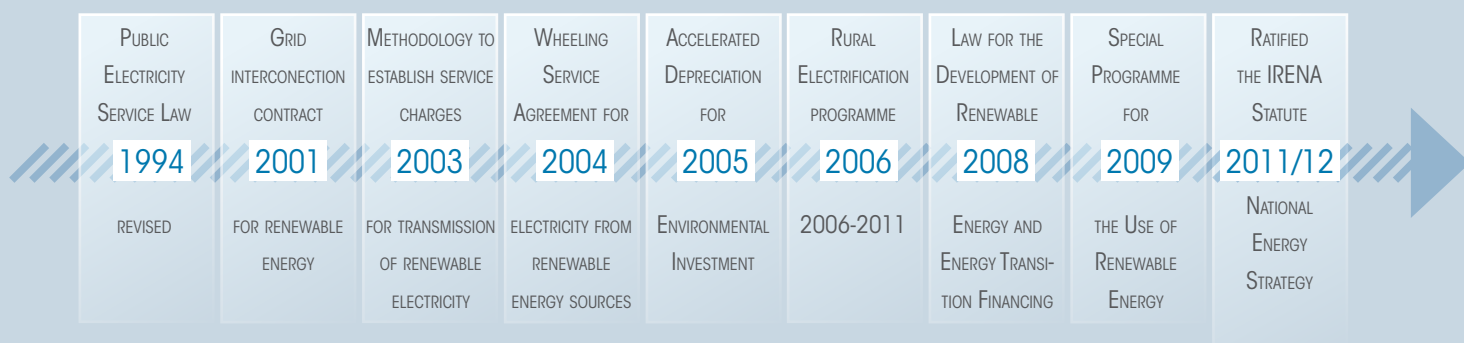 Public
Electricity
Service Law
1994
revised
Grid
interconection
contract
2001
for renewable
energy
Methodology to
establish service
charges
2003
for transmission
of renewable
electricity
Wheeling
Service
Agreement for
2004
electricity from
renewable
energy sources
Accelerated
Depreciation
for
2005
Environmental
Investment
Rural
Electrification
programme
2006
2006-2011
Law for the
Development of
Renewable
2008
Energy and
Energy Transi-
tion Financing
Special
Programme
for
2009
the Use of
Renewable
Energy
Ratified
the IRENA
Statute
2011/12
National
Energy
Strategy